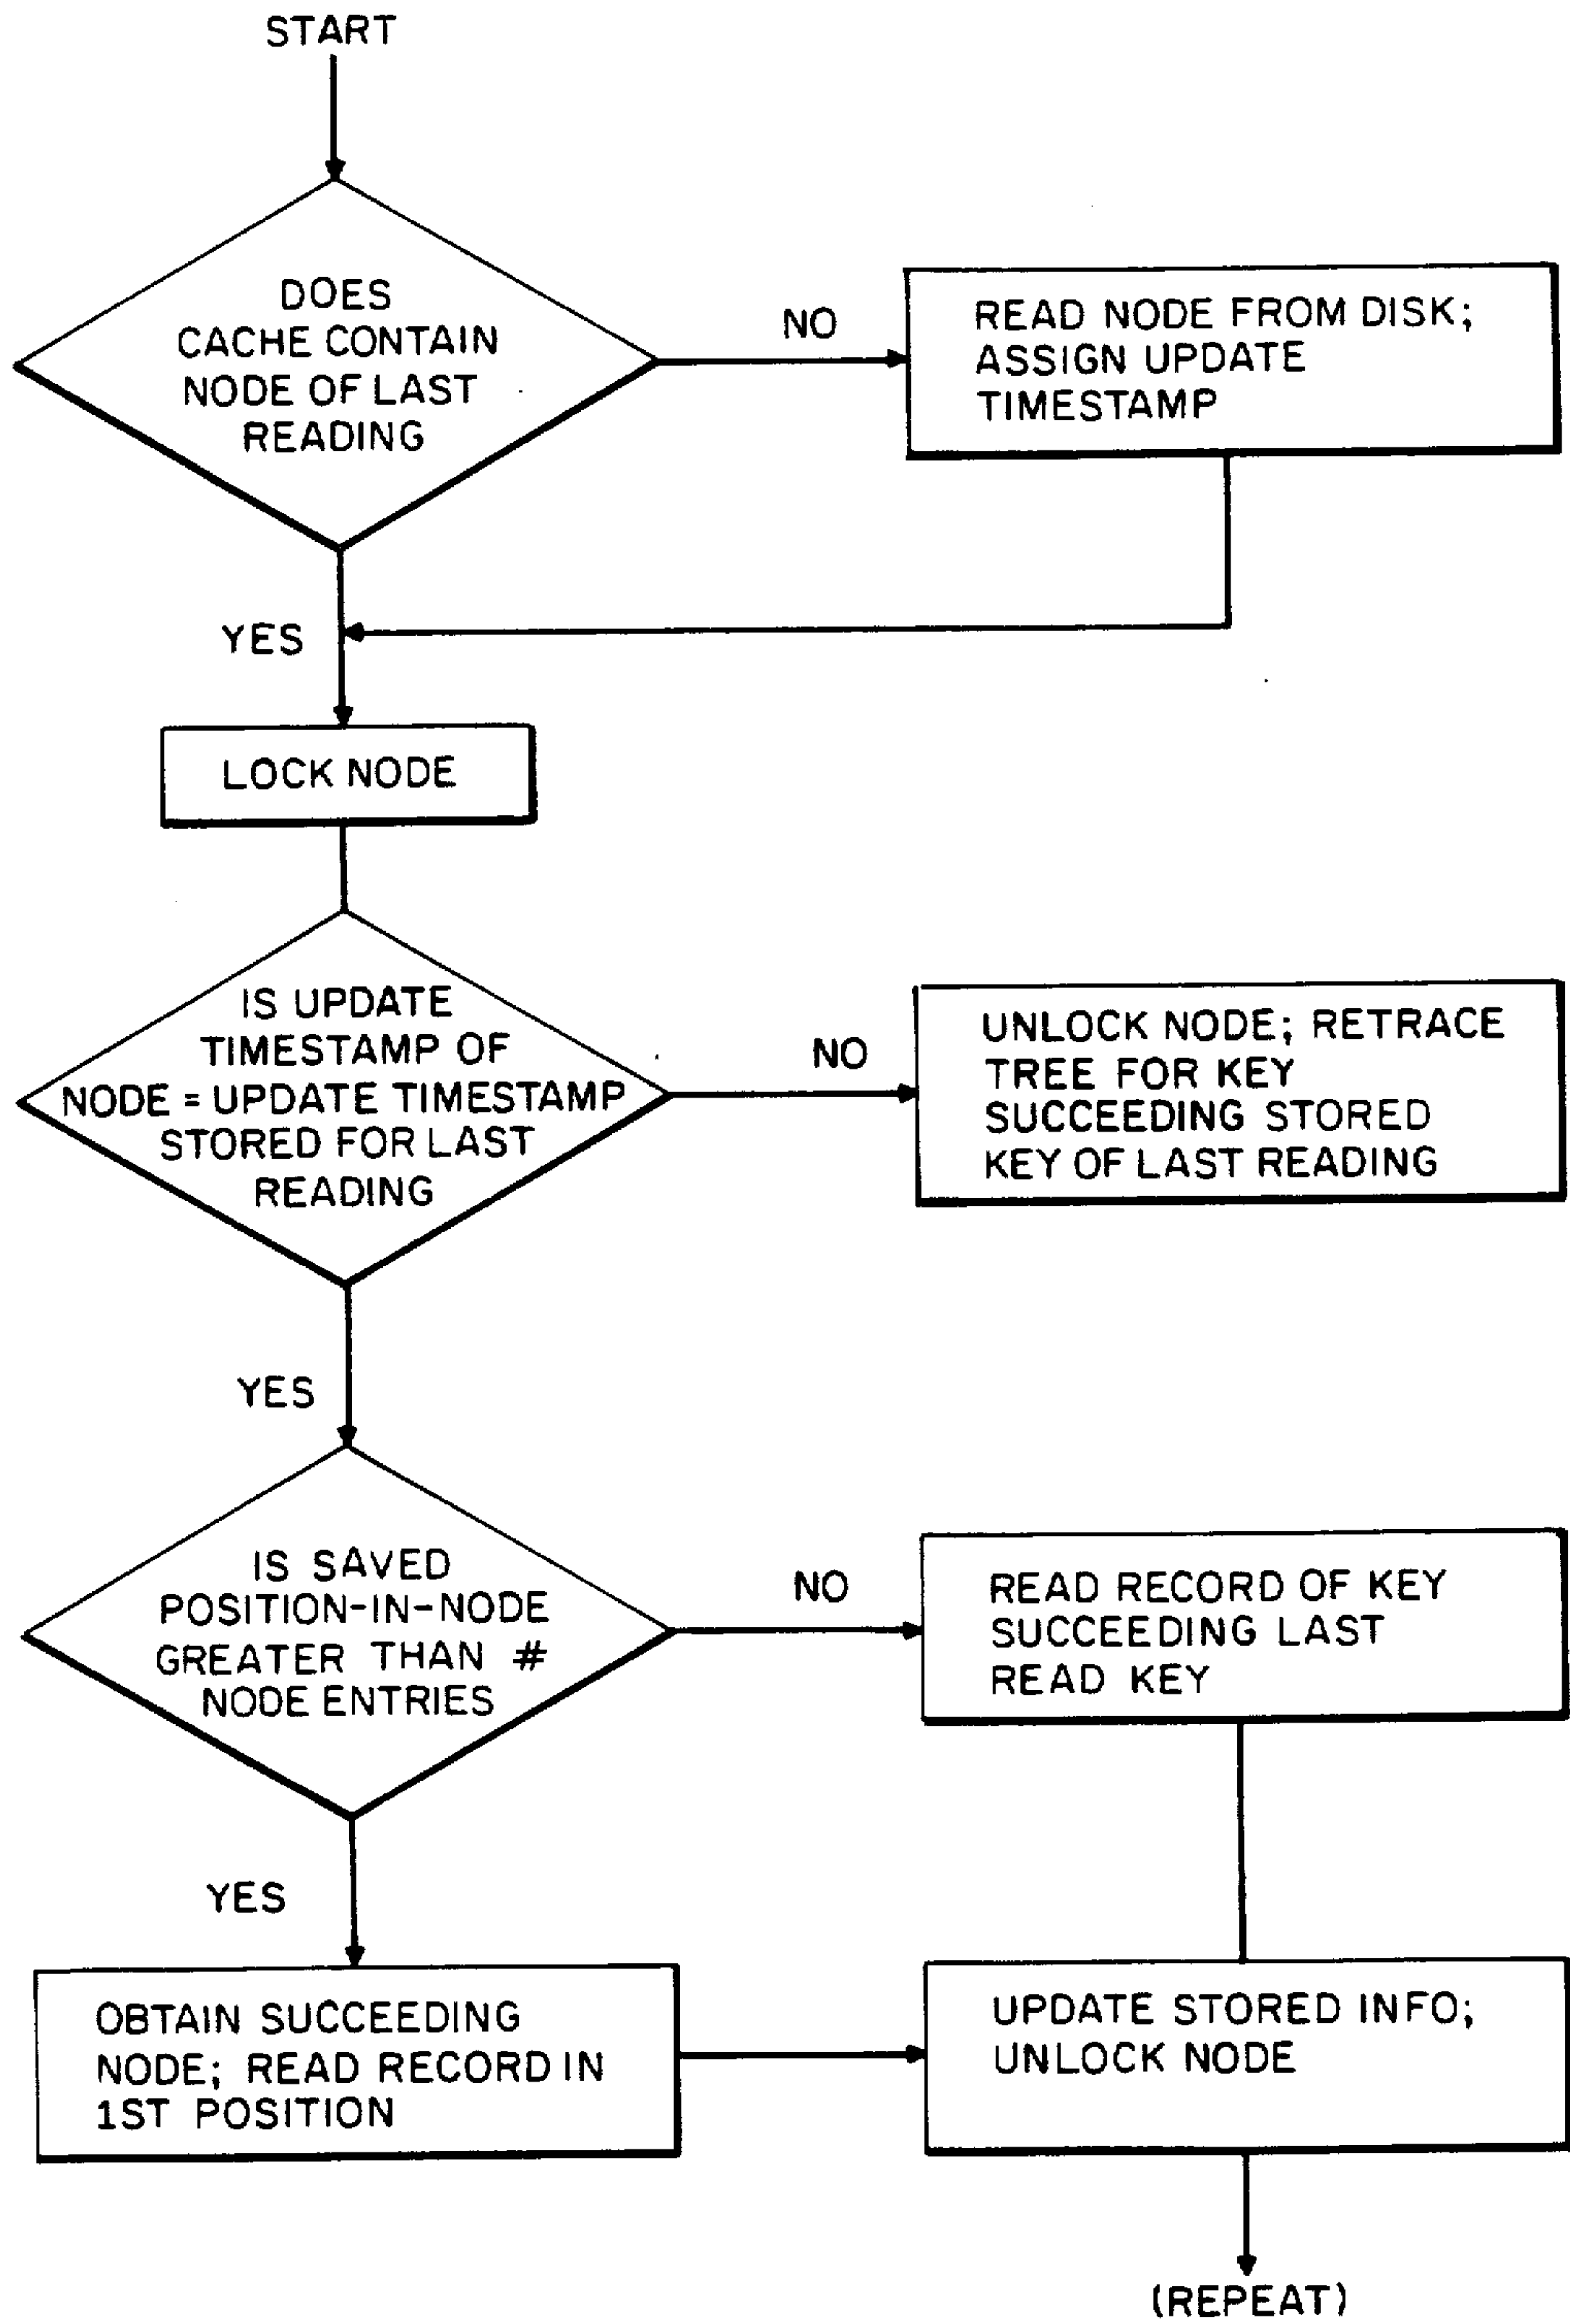 START
DOES
CACHE CONTAIN
NODE OF LAST
READING
NO
READ NODE FROM DISK;
ASSIGN UPDATE
TIMESTAMP
YES
LOCK NODE
IS UPDATE
TIMESTAMP OF
NODE = UPDATE TIMESTAMP
STORED FOR LAST
READING
NO
UNLOCK NODE; RETRACE
TREE FOR KEY
SUCCEEDING STORED
KEY OF LAST READING
YES
IS SAVED
POSITION-IN-NODE
GREATER THAN #
NODE ENTRIES
NO
READ RECORD OF KEY
SUCCEEDING LAST
READ KEY
YES
OBTAIN SUCCEEDING
NODE; READ RECORD IN
1ST POSITION
UPDATE STORED INFO;
UNLOCK NODE
(REPEAT)